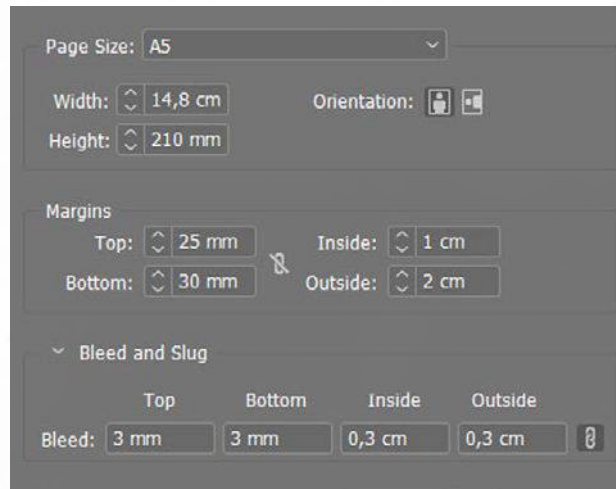 Page Size: A5
Width: 14,8 cm Orientation:
Height: 210 mm
Margins
Top: 25 mm Inside: 1 cm
Bottom: 30 mm Outside: 2 cm
Bleed and Slug
Top Bottom Inside Outside
Bleed: 3 mm 3 mm 0,3 cm 0,3 cm